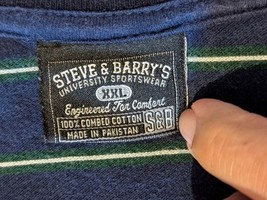 STEVE & BARRY'S
UNIVERSITY SPORTSWEAR
XXL
Engineered For Comfort
100% COMBED COTTON
MADE IN PAKISTAN
S&B